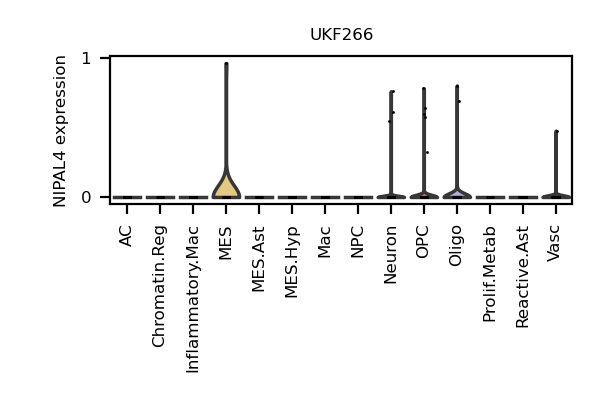 UKF266
NIPAL4 expression
1
0
AC
Chromatin.Reg
Inflammatory.Mac
MES
MES.Ast
MES.Hyp
Mac
NPC
Neuron
OPC
Oligo
Prolif.Metab
Reactive.Ast
Vasc